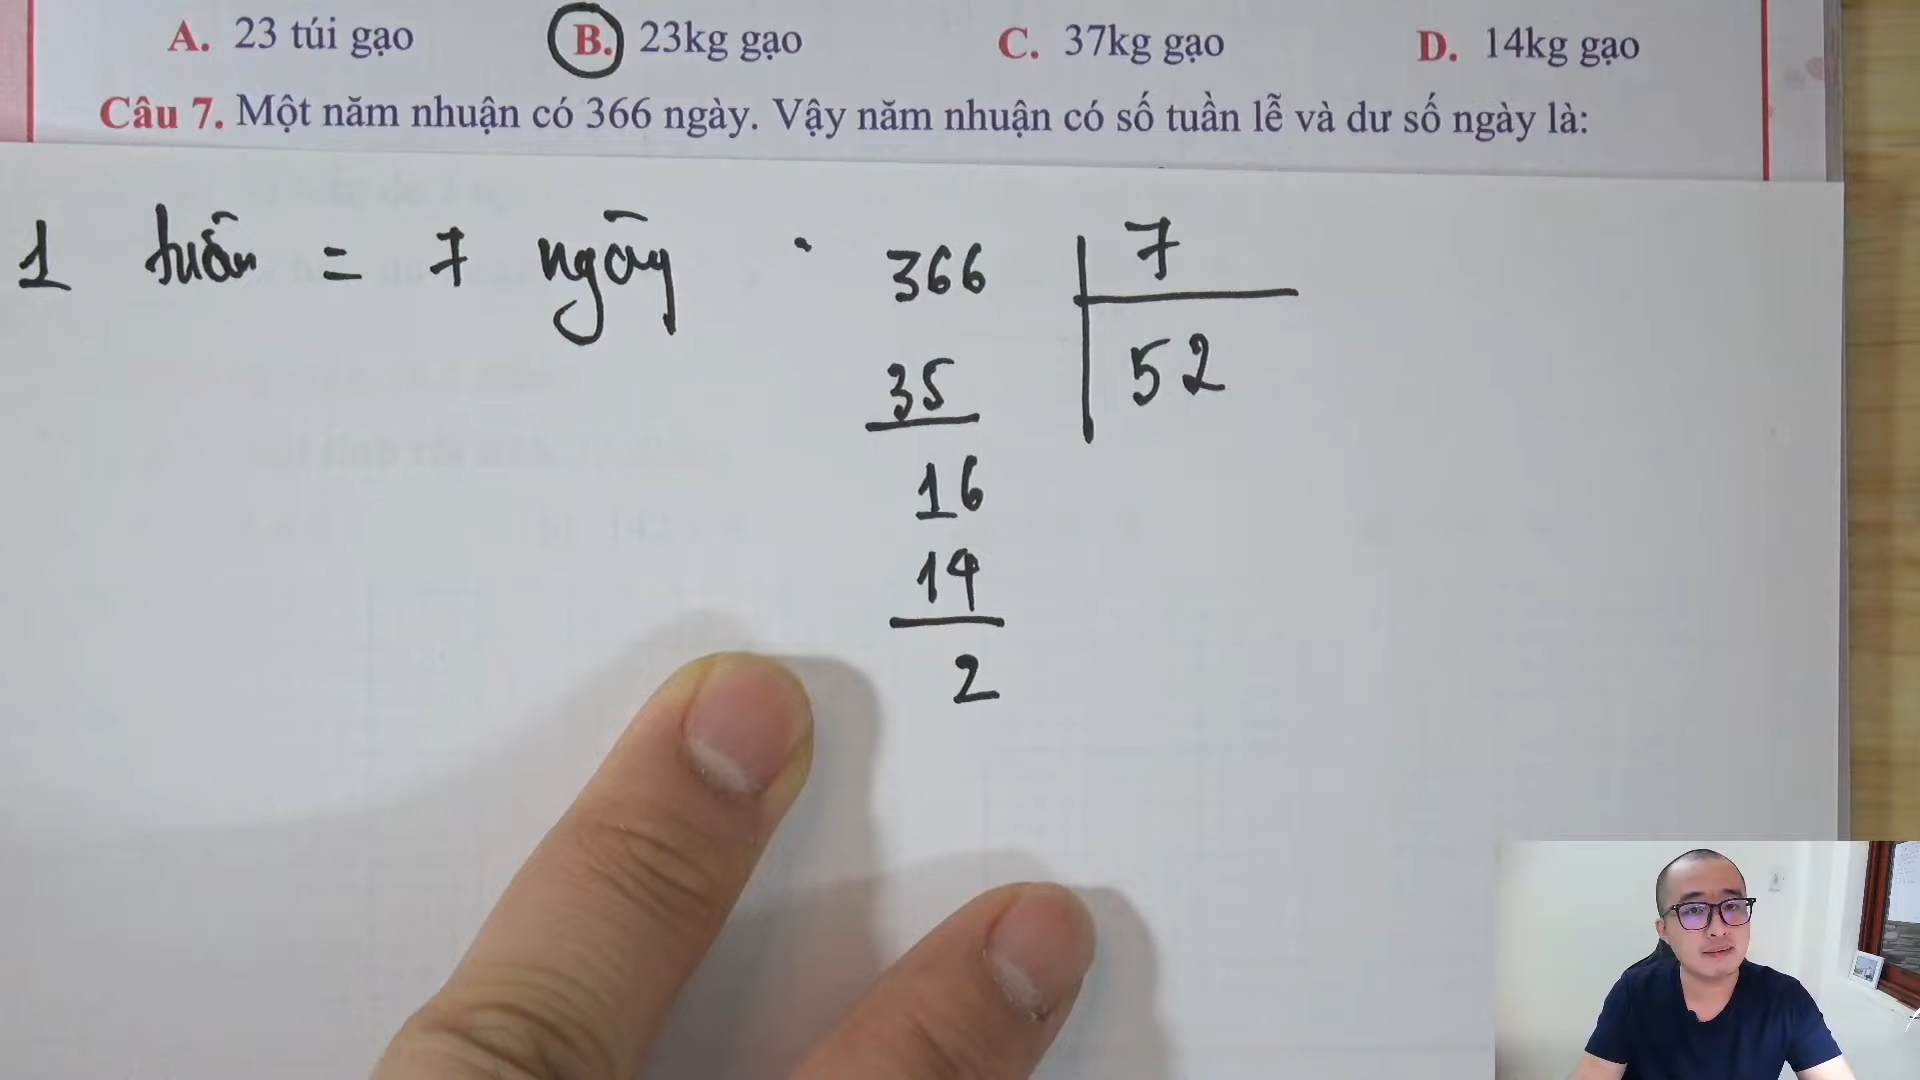 A. 23 túi gạo B. 23kg gạo C. 37kg gạo D. 14kg gạo
Câu 7. Một năm nhuận có 366 ngày. Vậy năm nhuận có số tuần lễ và dư số ngày là:
1 tuần = 7 ngày 366 7
35 52
16
14
2